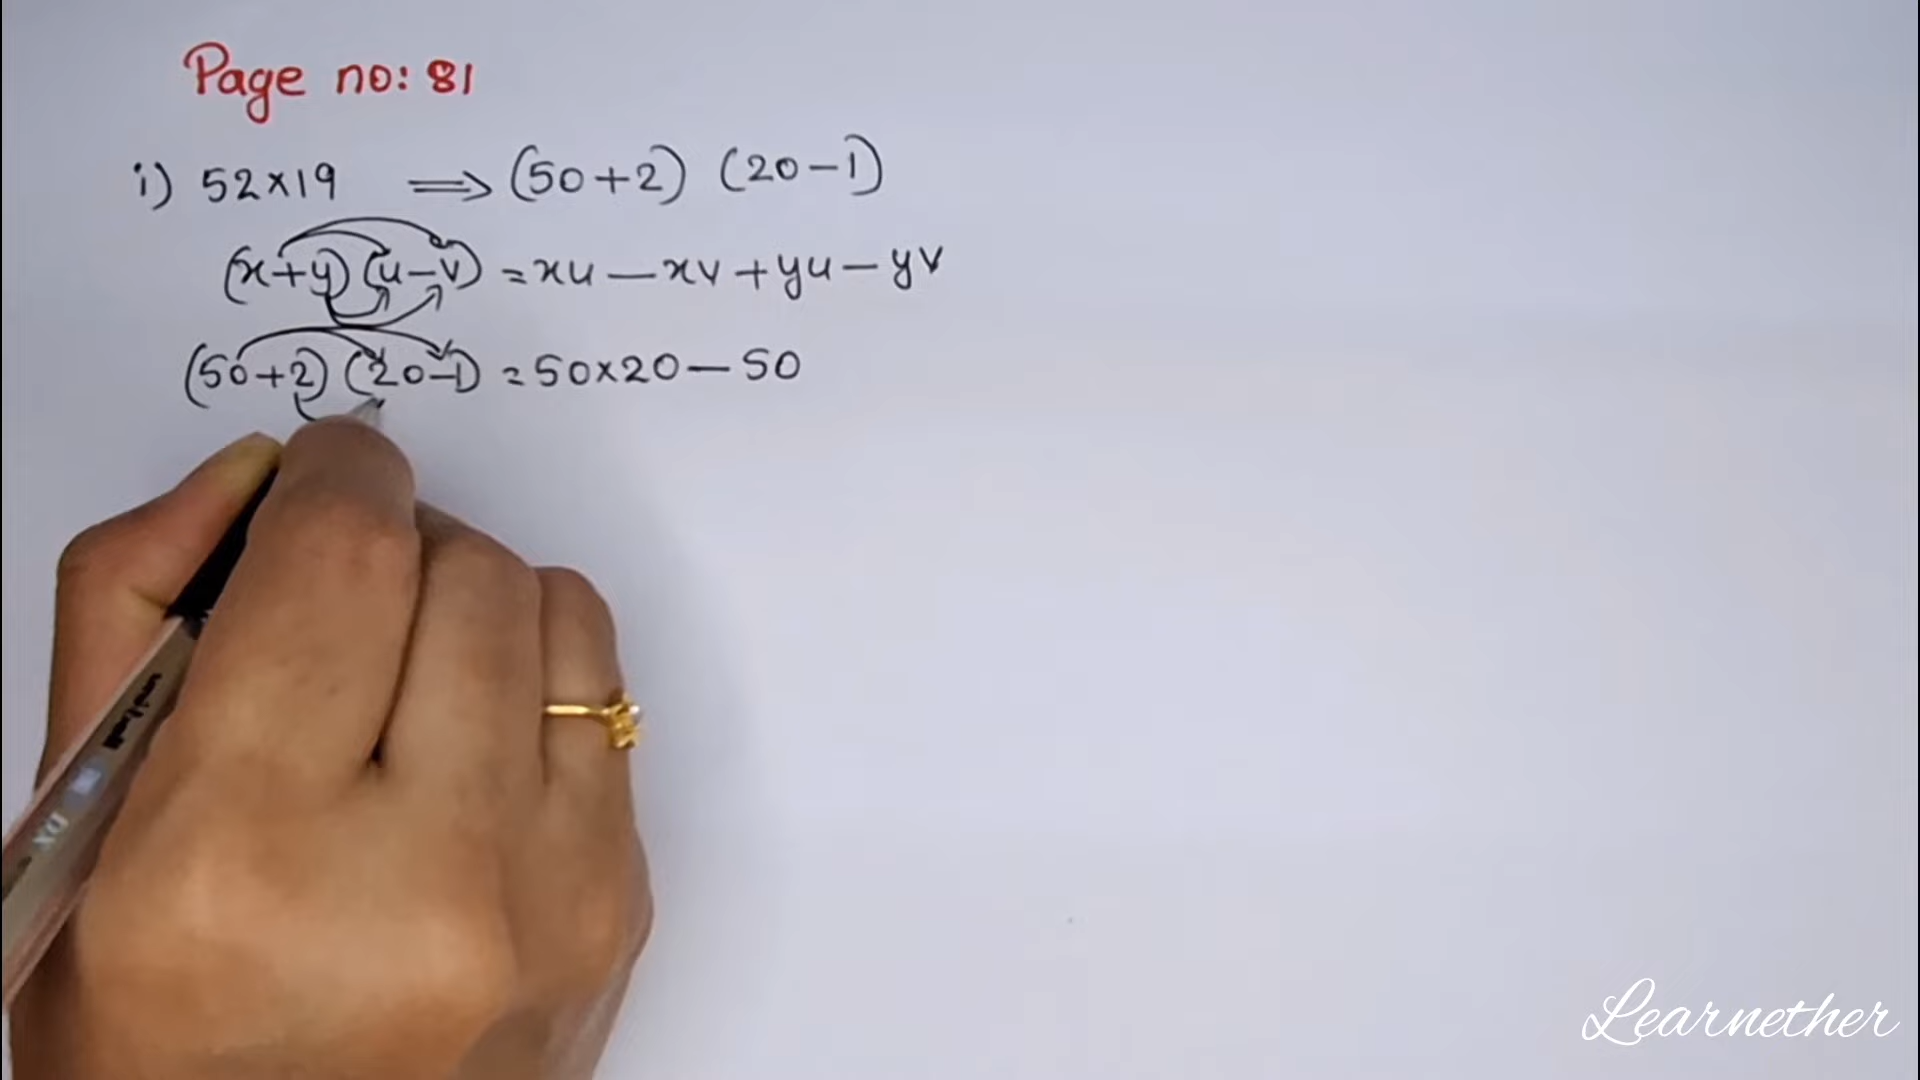 Page no: 81
i) 52×19 ⟹ (50+2) (20-1)
(x+y) (u-v) = xu - xv + yu - yv
(50+2) (20-1) = 50×20 - 50
DX
Learnether